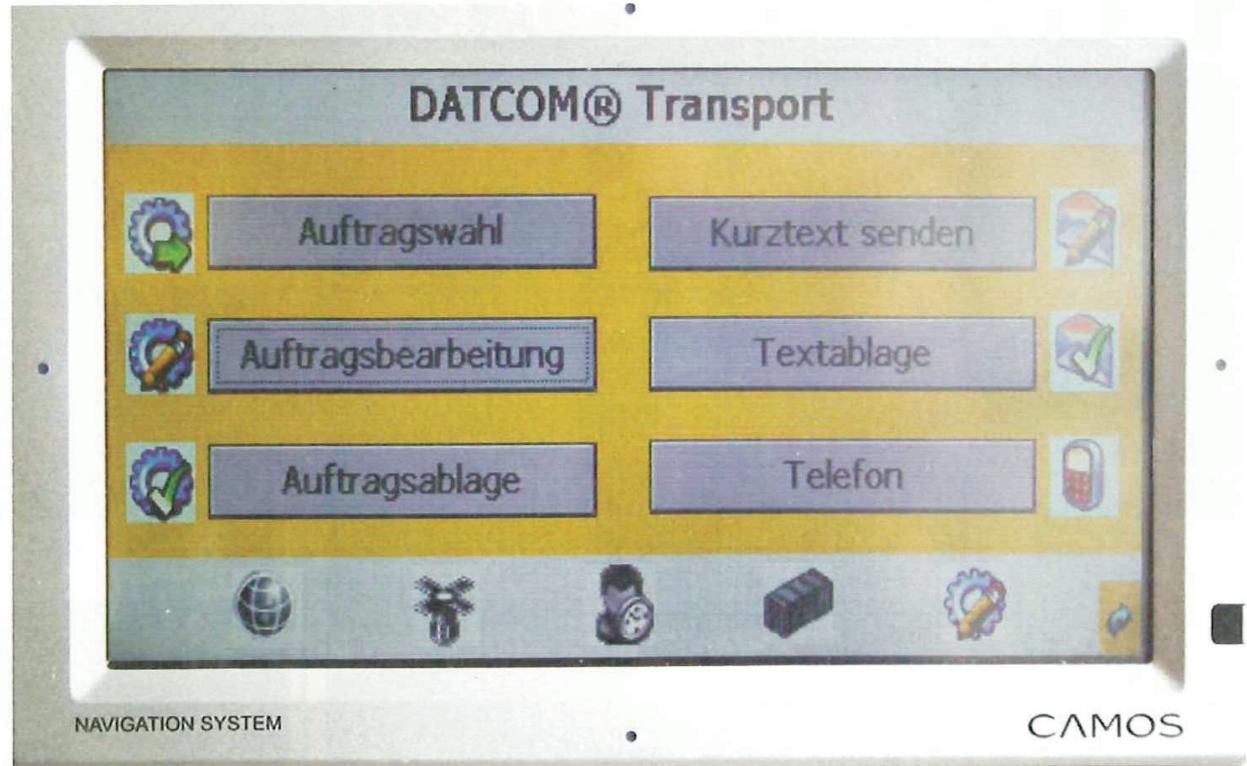 DATCOM® Transport
Auftragswahl
Kurztext senden
Auftragsbearbeitung
Textablage
Auftragsablage
Telefon
NAVIGATION SYSTEM
CAMOS